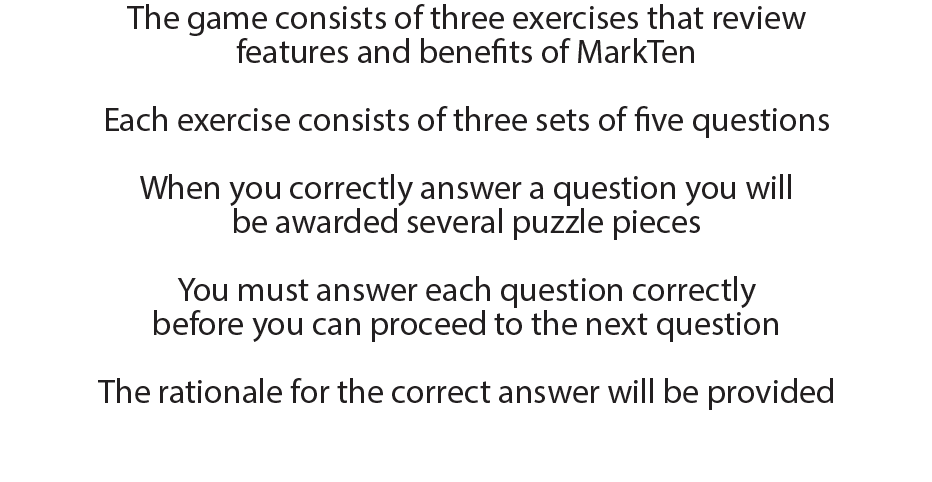 The game consists of three exercises that review
features and benefits of MarkTen
Each exercise consists of three sets of five questions
When you correctly answer a question you will
be awarded several puzzle pieces
You must answer each question correctly
before you can proceed to the next question
The rationale for the correct answer will be provided